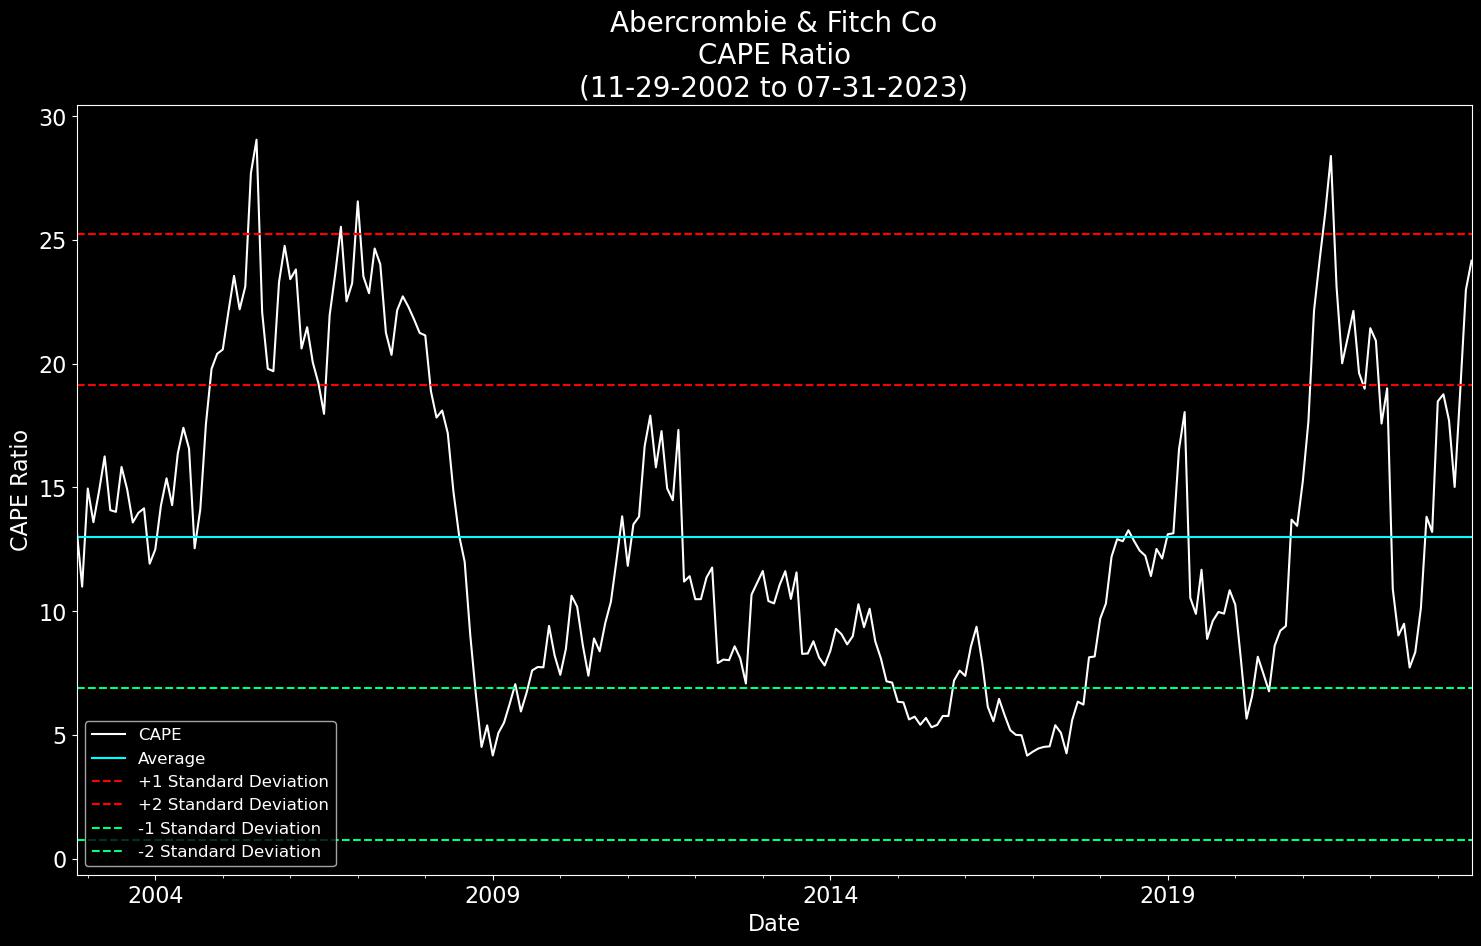 Abercrombie & Fitch Co
CAPE Ratio
(11-29-2002 to 07-31-2023)
30
25
20
15
10
5
0
CAPE Ratio
CAPE
Average
+1 Standard Deviation
+2 Standard Deviation
-1 Standard Deviation
-2 Standard Deviation
2004
2009
2014
2019
Date